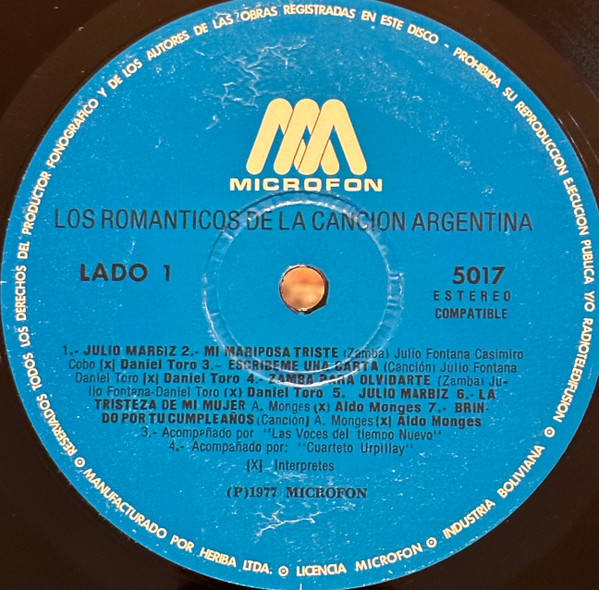 © RESERVADOS TODOS LOS DERECHOS DEL PRODUCTOR FONOGRAFICO Y DE LOS AUTORES DE LAS OBRAS REGISTRADAS EN ESTE DISCO - PROHIBIDA SU REPRODUCCION EJECUCION PUBLICA Y/O RADIOTELEDIFUSION ©
MICROFON
LOS ROMANTICOS DE LA CANCION ARGENTINA
LADO 1
5017
ESTEREO
COMPATIBLE
1.- JULIO MARBIZ 2.- MI MARIPOSA TRISTE (Zamba) Julio Fontana Casimiro
Cobo [x] Daniel Toro 3.- ESCRIBEME UNA CARTA (Canción) Julio Fontana
Daniel Toro (x) Daniel Toro 4.- ZAMBA PARA OLVIDARTE (Zamba) Ju-
lio Fontana-Daniel Toro (x) Daniel Toro 5. JULIO MARBIZ 6.- LA
TRISTEZA DE MI MUJER A. Monges (x) Aldo Monges 7.- BRIN-
DO POR TU CUMPLEAÑOS (Canción) A. Monges (x) Aldo Monges
3.- Acompañado por "Las Voces del tiempo Nuevo"
4.- Acompañado por: "Cuarteto Urpillay"
[X] Interpretes
(P)1977 MICROFON
MANUFACTURADO POR HERIBA LTDA. © LICENCIA MICROFON © INDUSTRIA BOLIVIANA